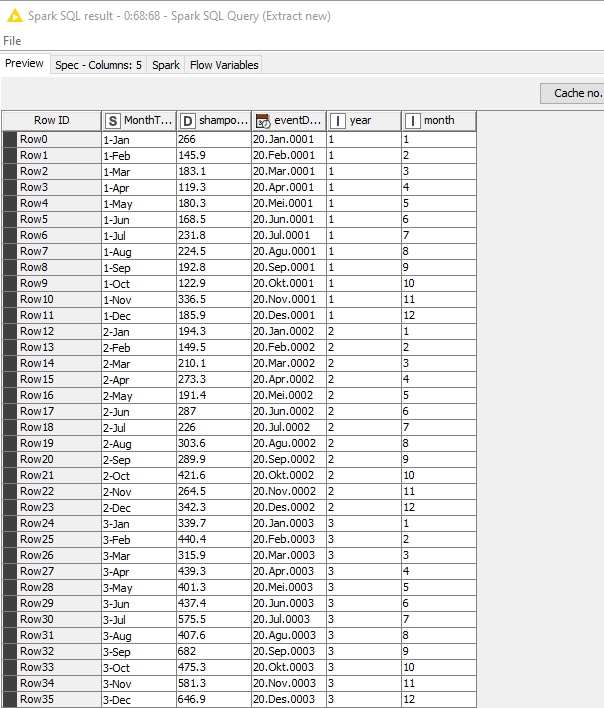 Spark SQL result - 0:68:68 - Spark SQL Query (Extract new)
File
Preview Spec - Columns: 5 Spark Flow Variables
Cache no.
Row ID S MonthT... D shampo... eventD... I year I month
Row0 1-Jan 266 20.Jan.0001 1 1
Row1 1-Feb 145.9 20.Feb.0001 1 2
Row2 1-Mar 183.1 20.Mar.0001 1 3
Row3 1-Apr 119.3 20.Apr.0001 1 4
Row4 1-May 180.3 20.Mei.0001 1 5
Row5 1-Jun 168.5 20.Jun.0001 1 6
Row6 1-Jul 231.8 20.Jul.0001 1 7
Row7 1-Aug 224.5 20.Agu.0001 1 8
Row8 1-Sep 192.8 20.Sep.0001 1 9
Row9 1-Oct 122.9 20.Okt.0001 1 10
Row10 1-Nov 336.5 20.Nov.0001 1 11
Row11 1-Dec 185.9 20.Des.0001 1 12
Row12 2-Jan 194.3 20.Jan.0002 2 1
Row13 2-Feb 149.5 20.Feb.0002 2 2
Row14 2-Mar 210.1 20.Mar.0002 2 3
Row15 2-Apr 273.3 20.Apr.0002 2 4
Row16 2-May 191.4 20.Mei.0002 2 5
Row17 2-Jun 287 20.Jun.0002 2 6
Row18 2-Jul 226 20.Jul.0002 2 7
Row19 2-Aug 303.6 20.Agu.0002 2 8
Row20 2-Sep 289.9 20.Sep.0002 2 9
Row21 2-Oct 421.6 20.Okt.0002 2 10
Row22 2-Nov 264.5 20.Nov.0002 2 11
Row23 2-Dec 342.3 20.Des.0002 2 12
Row24 3-Jan 339.7 20.Jan.0003 3 1
Row25 3-Feb 440.4 20.Feb.0003 3 2
Row26 3-Mar 315.9 20.Mar.0003 3 3
Row27 3-Apr 439.3 20.Apr.0003 3 4
Row28 3-May 401.3 20.Mei.0003 3 5
Row29 3-Jun 437.4 20.Jun.0003 3 6
Row30 3-Jul 575.5 20.Jul.0003 3 7
Row31 3-Aug 407.6 20.Agu.0003 3 8
Row32 3-Sep 682 20.Sep.0003 3 9
Row33 3-Oct 475.3 20.Okt.0003 3 10
Row34 3-Nov 581.3 20.Nov.0003 3 11
Row35 3-Dec 646.9 20.Des.0003 3 12